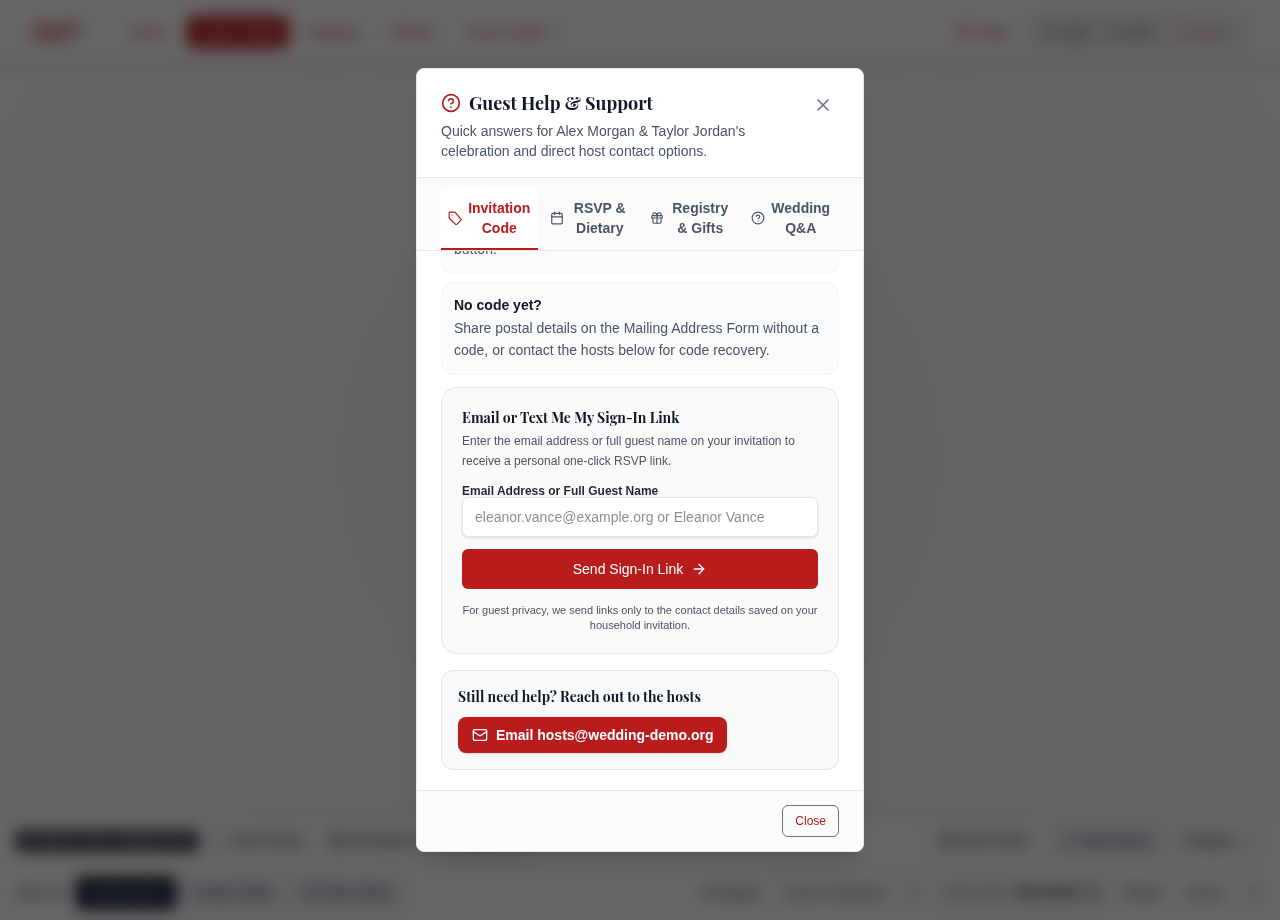 Guest Help & Support
Quick answers for Alex Morgan & Taylor Jordan's
celebration and direct host contact options.
Invitation
Code
RSVP &
Dietary
Registry
& Gifts
Wedding
Q&A
button.
No code yet?
Share postal details on the Mailing Address Form without a
code, or contact the hosts below for code recovery.
Email or Text Me My Sign-In Link
Enter the email address or full guest name on your invitation to
receive a personal one-click RSVP link.
Email Address or Full Guest Name
eleanor.vance@example.org or Eleanor Vance
Send Sign-In Link
For guest privacy, we send links only to the contact details saved on your
household invitation.
Still need help? Reach out to the hosts
Email hosts@wedding-demo.org
Close